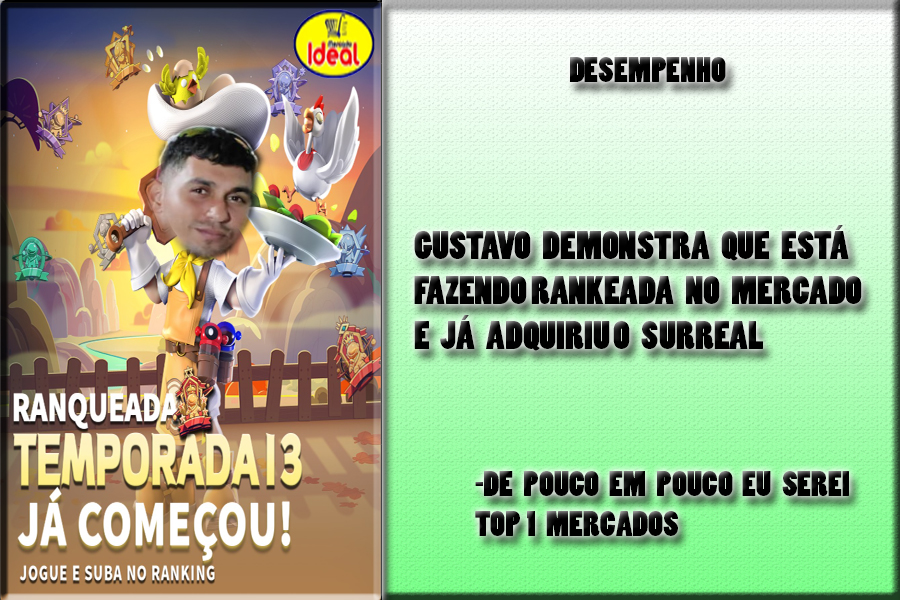 Mercado
Ideal
RANQUEADA
TEMPORADA 13
JÁ COMEÇOU!
JOGUE E SUBA NO RANKING
DESEMPENHO
GUSTAVO DEMONSTRA QUE ESTÁ
FAZENDO RANKEADA NO MERCADO
E JÁ ADQUIRIU O SURREAL
-DE POUCO EM POUCO EU SEREI
TOP 1 MERCADOS